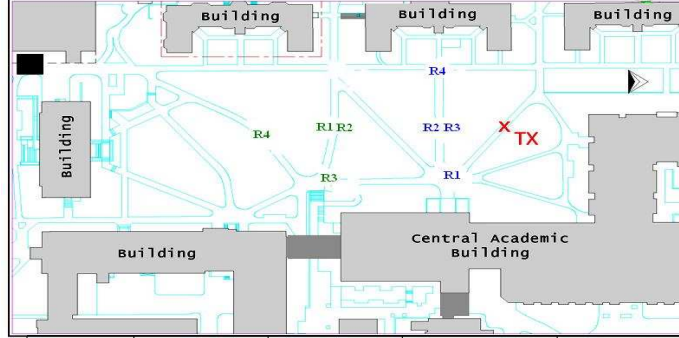 Building
Building
Building
R4
R4
R1 R2
R2 R3
X
TX
Building
R3
R1
Building
Central Academic
Building